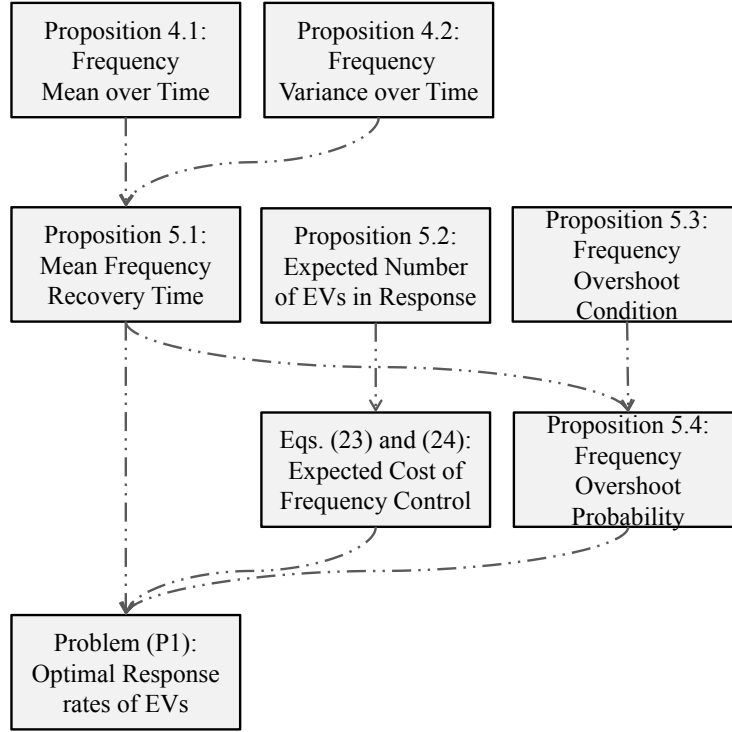 Proposition 4.1:
Frequency
Mean over Time
Proposition 4.2:
Frequency
Variance over Time
Proposition 5.1:
Mean Frequency
Recovery Time
Proposition 5.2:
Expected Number
of EVs in Response
Proposition 5.3:
Frequency
Overshoot
Condition
Eqs. (23) and (24):
Expected Cost of
Frequency Control
Proposition 5.4:
Frequency
Overshoot
Probability
Problem (P1):
Optimal Response
rates of EVs